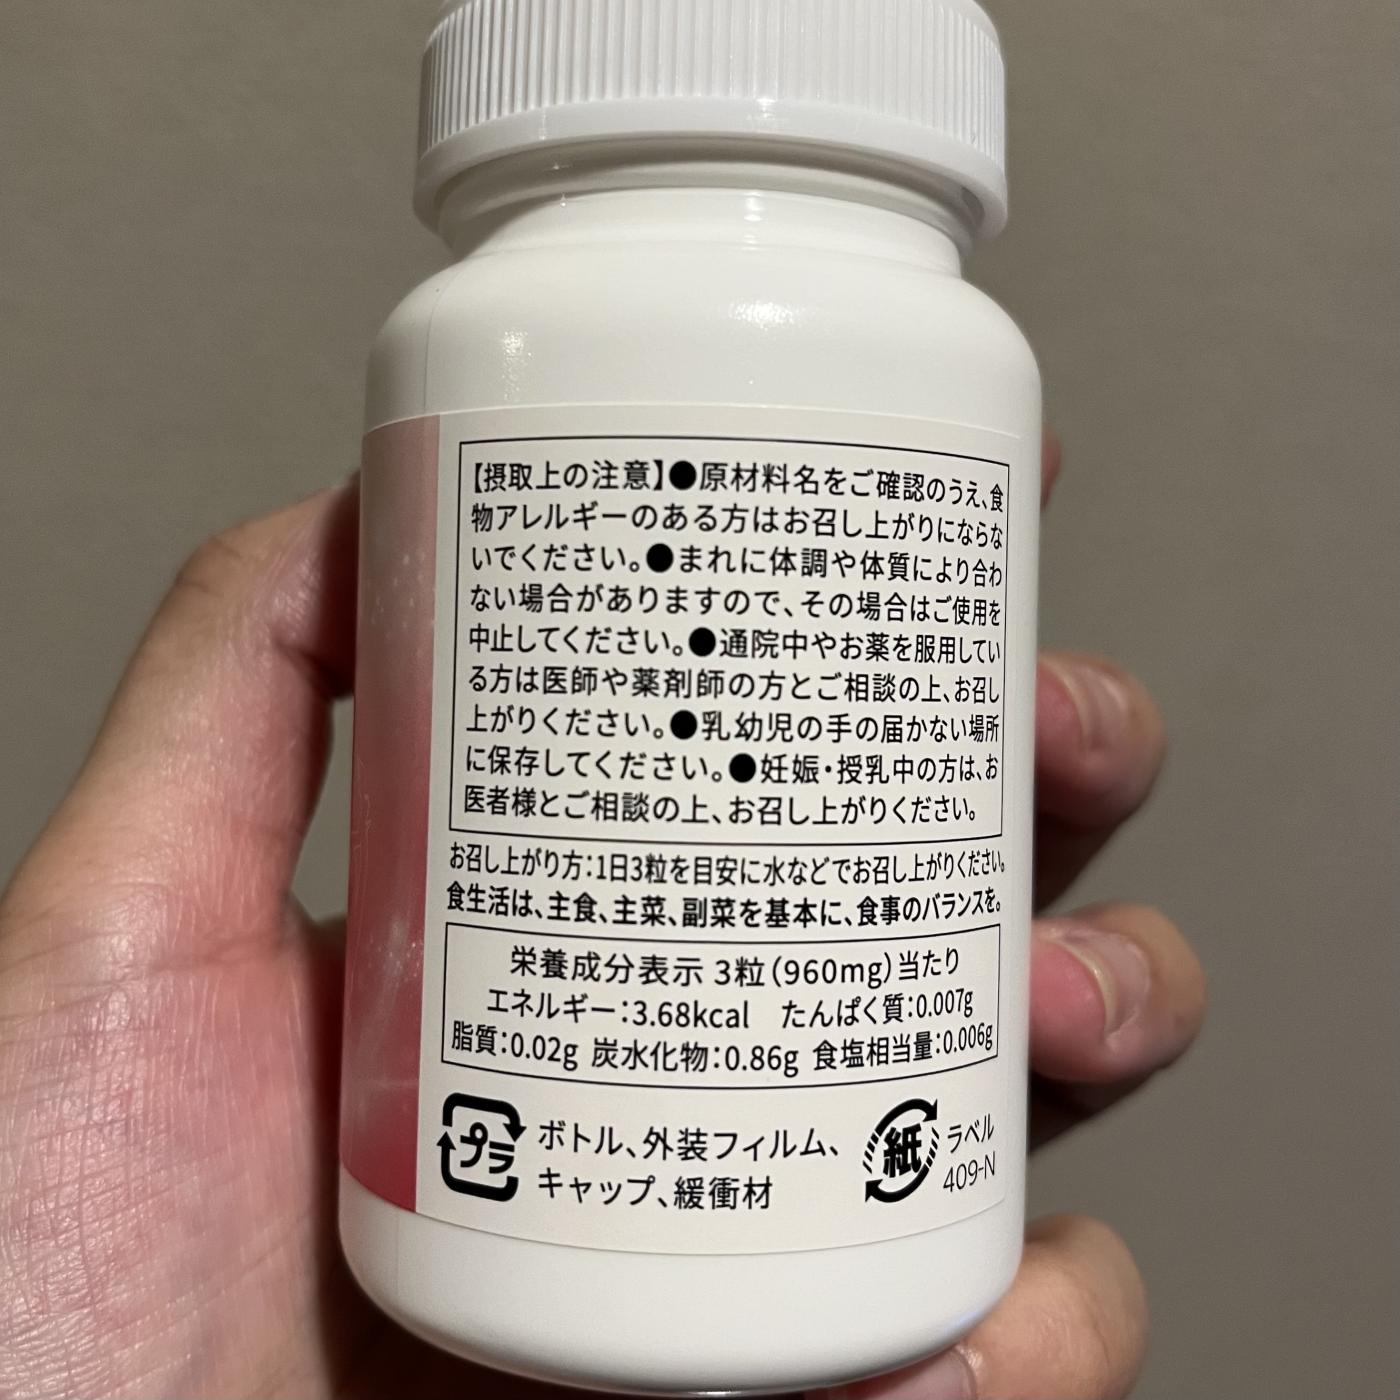 【摂取上の注意】●原材料名をご確認のうえ、食
物アレルギーのある方はお召し上がりにならな
いでください。●まれに体調や体質により合わ
ない場合がありますので、その場合はご使用を
中止してください。●通院中やお薬を服用してい
る方は医師や薬剤師の方とご相談の上、お召し
上がりください。●乳幼児の手の届かない場所
に保存してください。●妊娠・授乳中の方は、お
医者様とご相談の上、お召し上がりください。
お召し上がり方：1日3粒を目安に水などでお召し上がりください。
食生活は、主食、主菜、副菜を基本に、食事のバランスを。
栄養成分表示 3粒（960mg）当たり
エネルギー：3.68kcal　たんぱく質：0.007g
脂質：0.02g 炭水化物：0.86g 食塩相当量：0.006g
プラ
ボトル、外装フィルム、
キャップ、緩衝材
紙
ラベル
409-N